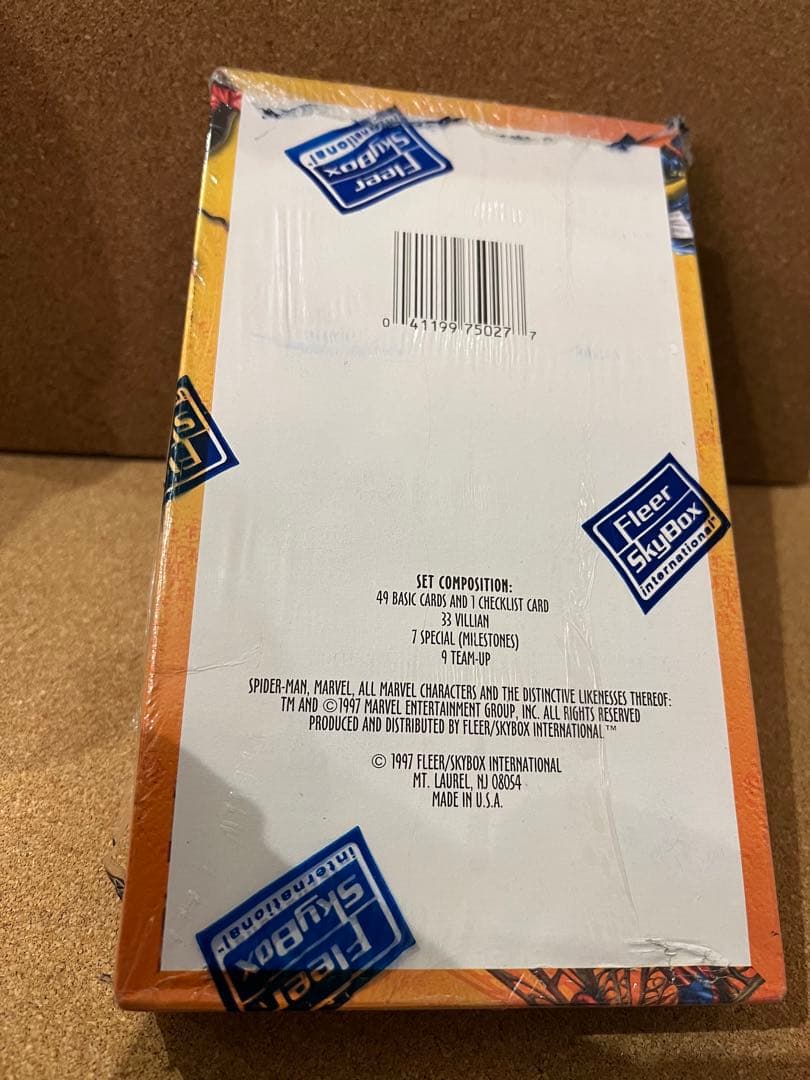 Fleer
SkyBox
international™
0 41199 75027 7
Fleer
SkyBox
international™
SET COMPOSITION:
49 BASIC CARDS AND 1 CHECKLIST CARD
33 VILLIAN
7 SPECIAL (MILESTONES)
9 TEAM-UP
SPIDER-MAN, MARVEL, ALL MARVEL CHARACTERS AND THE DISTINCTIVE LIKENESSES THEREOF:
TM AND ©1997 MARVEL ENTERTAINMENT GROUP, INC. ALL RIGHTS RESERVED
PRODUCED AND DISTRIBUTED BY FLEER/SKYBOX INTERNATIONAL™
© 1997 FLEER/SKYBOX INTERNATIONAL
MT. LAUREL, NJ 08054
MADE IN U.S.A.
Fleer
SkyBox
international™